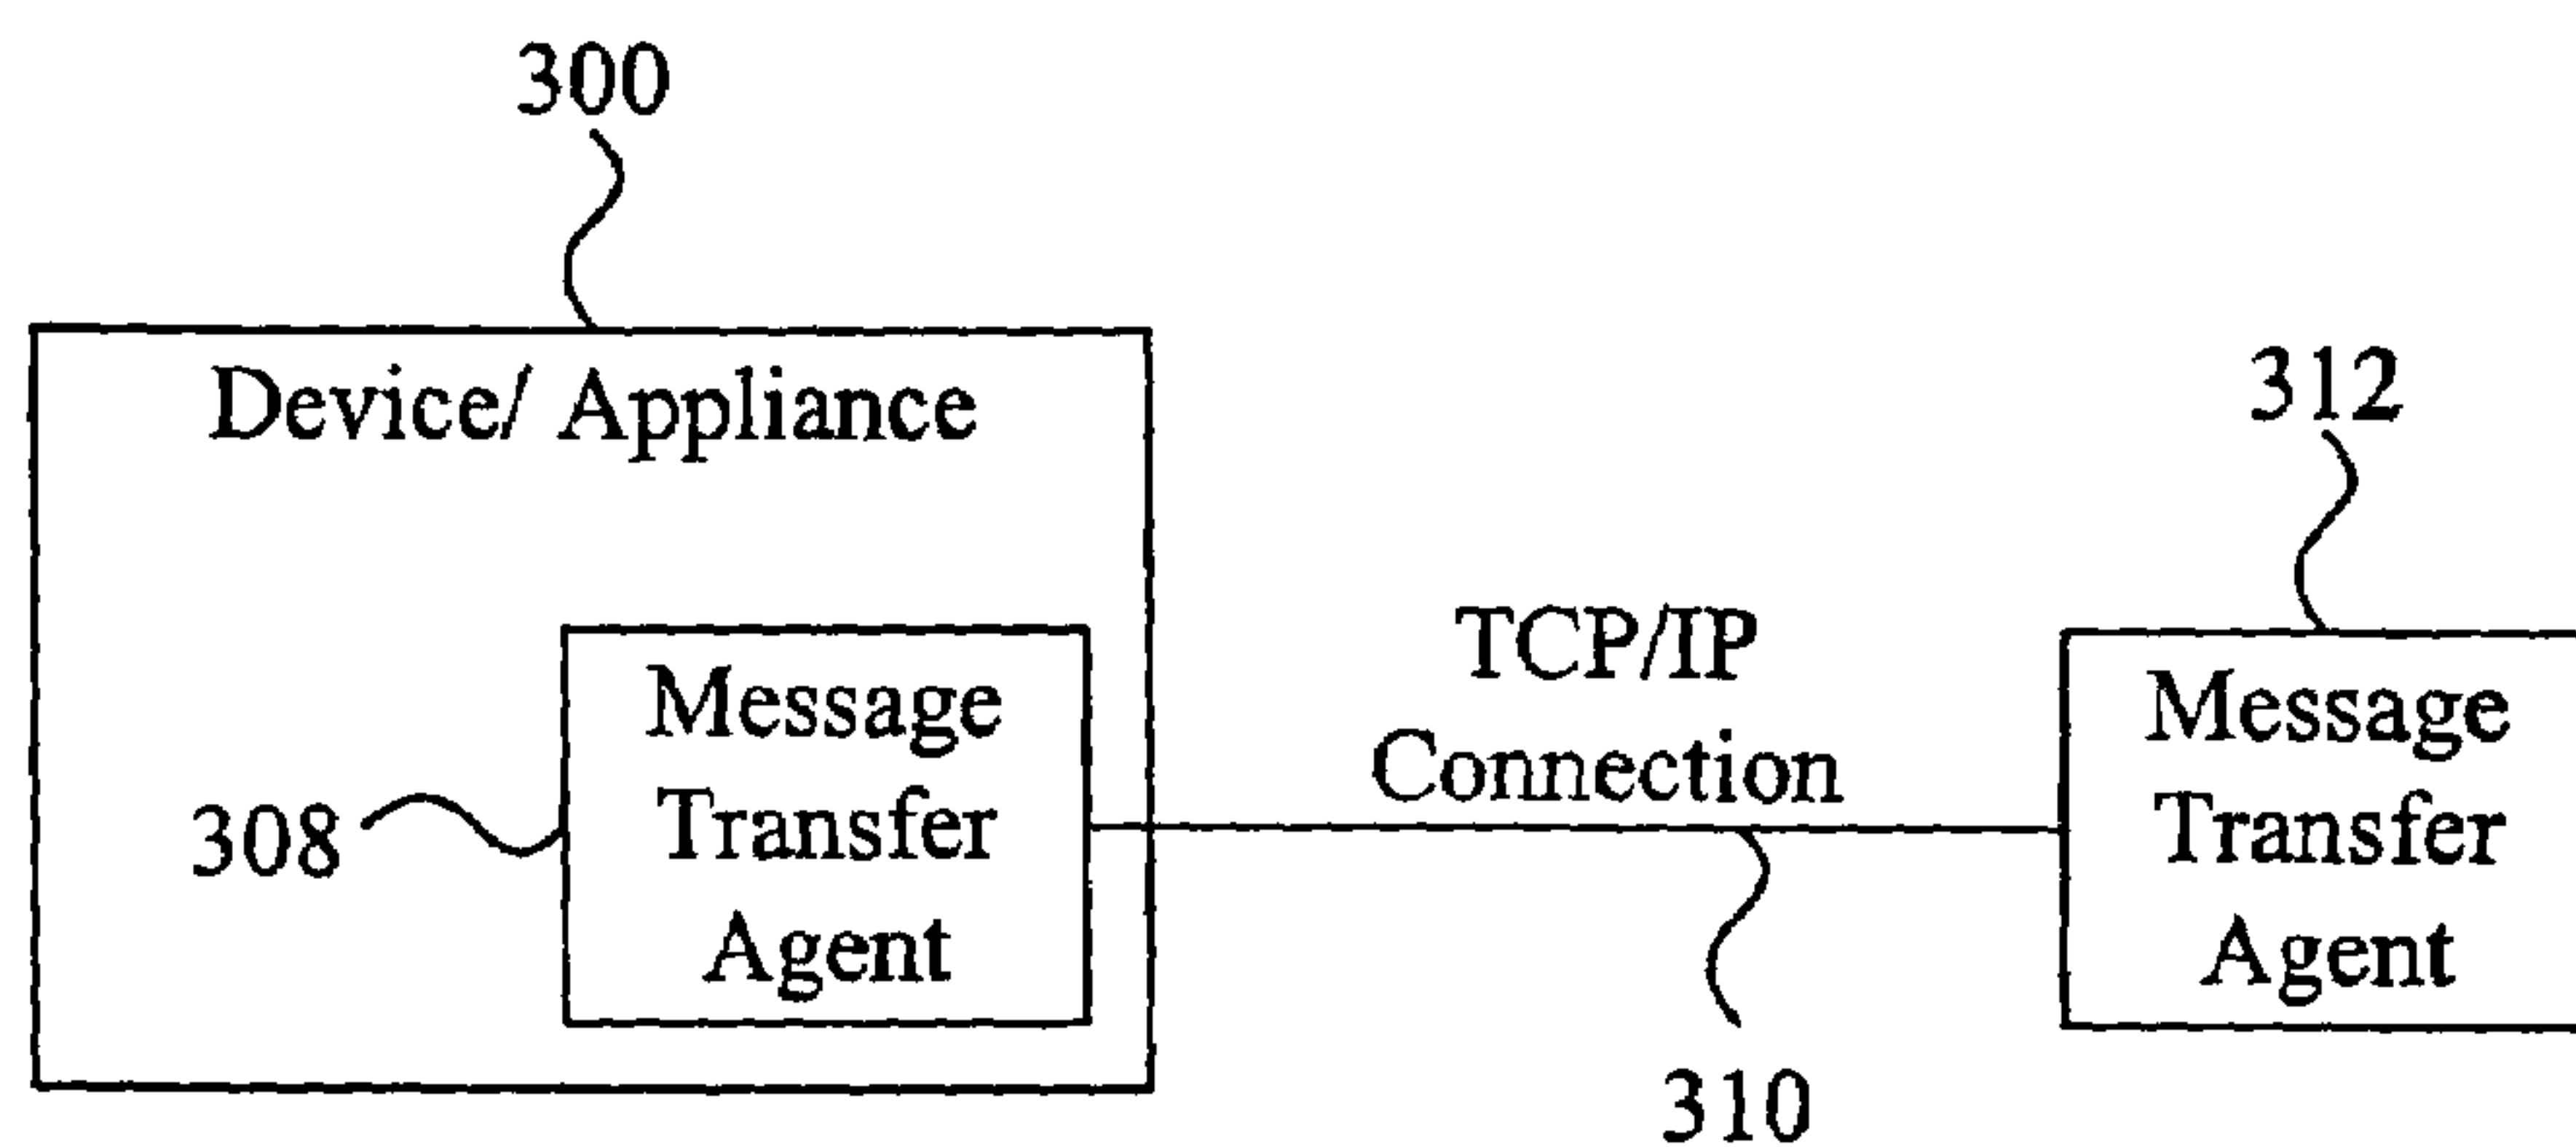 300
Device/ Appliance
312
TCP/IP
Connection
Message
Transfer
Agent
308
Message
Transfer
Agent
310